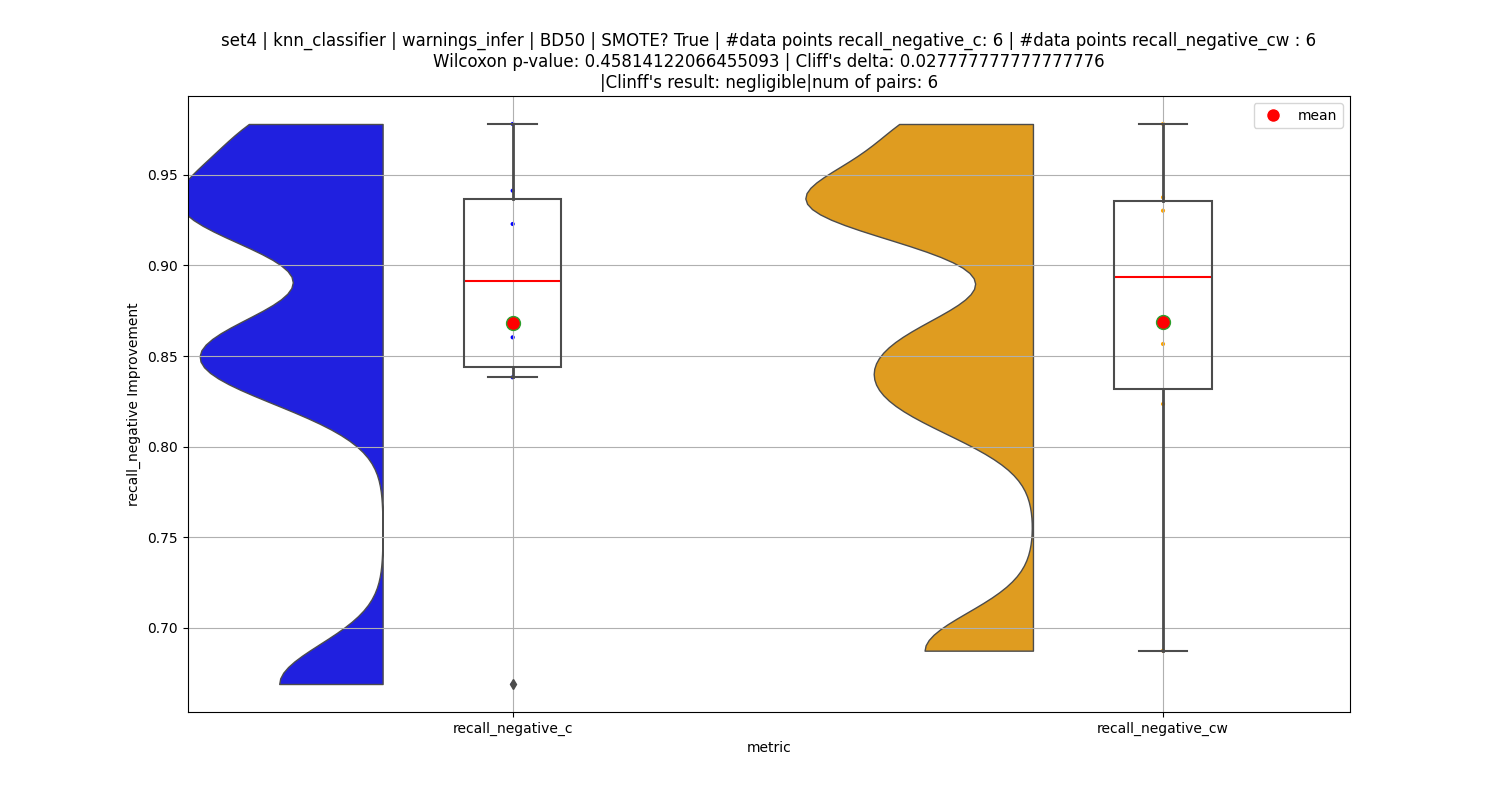 set4 | knn_classifier | warnings_infer | BD50 | SMOTE? True | #data points recall_negative_c: 6 | #data points recall_negative_cw : 6
Wilcoxon p-value: 0.45814122066455093 | Cliff's delta: 0.027777777777777776
|Clinff's result: negligible|num of pairs: 6
mean
0.95
0.90
0.85
0.80
0.75
0.70
recall_negative Improvement
recall_negative_c
recall_negative_cw
metric